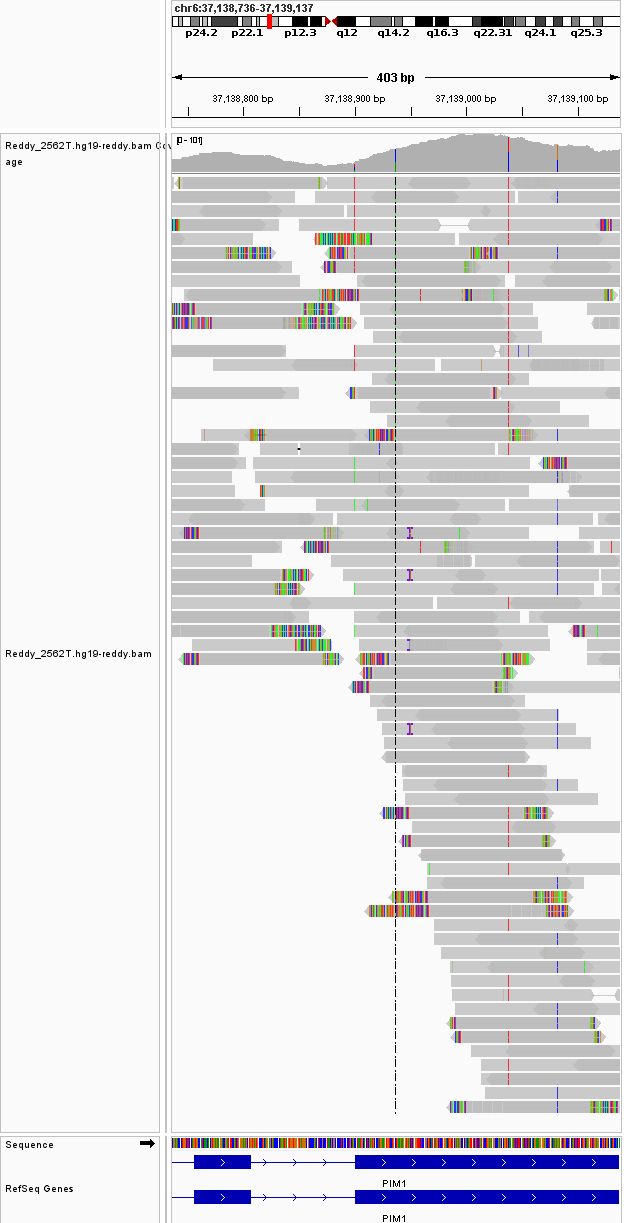 chr6:37,138,736-37,139,137
p24.2 p22.1 p12.3 q12 q14.2 q16.3 q22.31 q24.1 q25.3
403 bp
37,138,800 bp 37,138,900 bp 37,139,000 bp 37,139,100 bp
Reddy_2562T.hg19-reddy.bam Cov
age
[0 - 101]
Reddy_2562T.hg19-reddy.bam
Sequence
PIM1
RefSeq Genes
PIM1